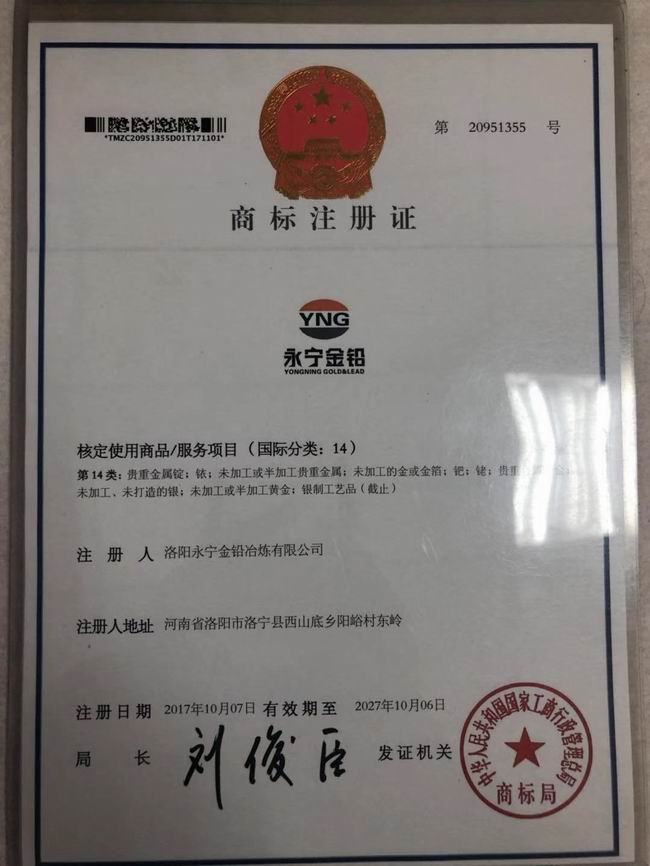 *TMZC20951355D01T171101*
第 20951355 号
商标注册证
YNG
永宁金铅
YONGNING GOLD&LEAD
核定使用商品/服务项目（国际分类：14）
第14类：贵重金属锭；铱；未加工或半加工贵重金属；未加工的金或金箔；钯；铑；贵重
未加工、未打造的银；未加工或半加工黄金；银制工艺品（截止）
注册人 洛阳永宁金铅冶炼有限公司
注册人地址 河南省洛阳市洛宁县西山底乡阳峪村东岭
注册日期 2017年10月07日 有效期至 2027年10月06日
局长 刘俊臣 发证机关
中华人民共和国国家工商行政管理总局
商标局